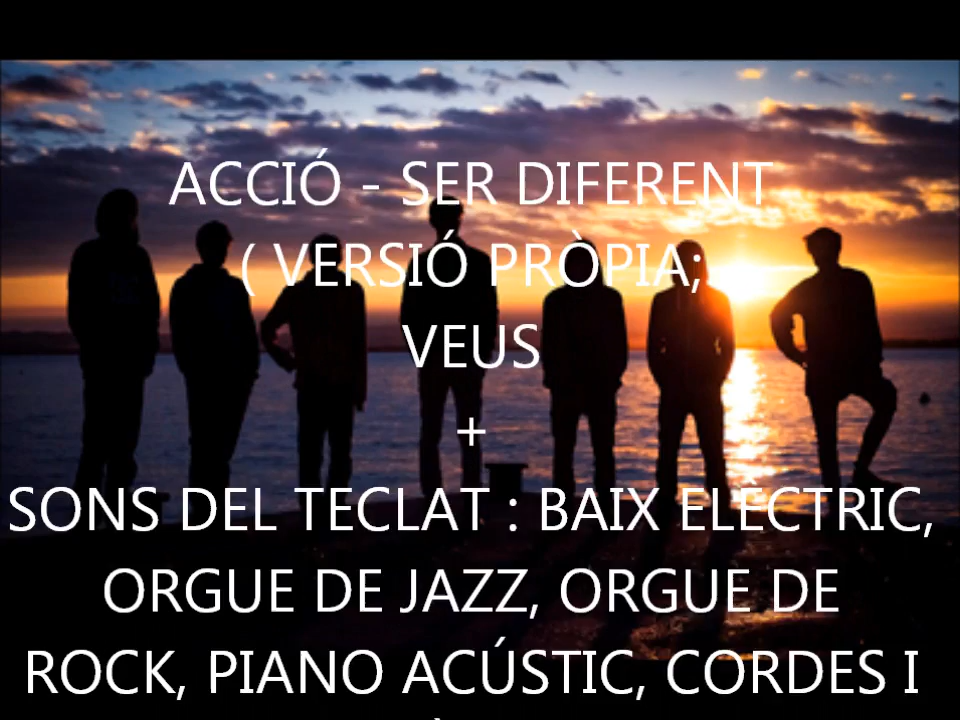 ACCIÓ - SER DIFERENT
( VERSIÓ PRÒPIA;
VEUS
+
SONS DEL TECLAT : BAIX ELÈCTRIC,
ORGUE DE JAZZ, ORGUE DE
ROCK, PIANO ACÚSTIC, CORDES I